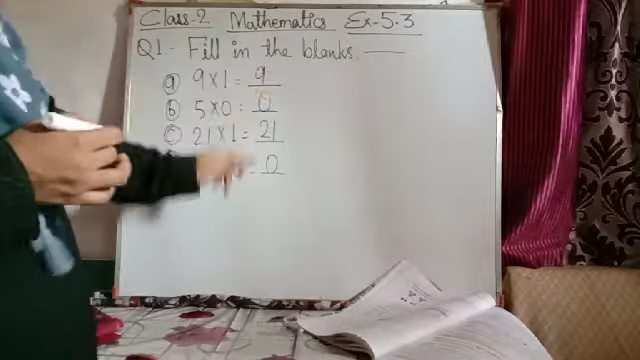 Class-2 Mathematics Ex-5.3
Q1- Fill in the blanks.
a 9 X 1 = 9
b 5 X 0 = 0
c 21 X 1 = 21
= 0